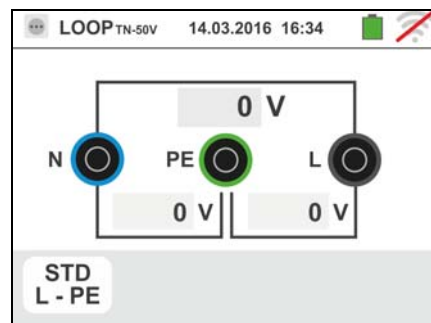 LOOP TN-50V 14.03.2016 16:34
0 V
N PE L
0 V 0 V
STD
L - PE